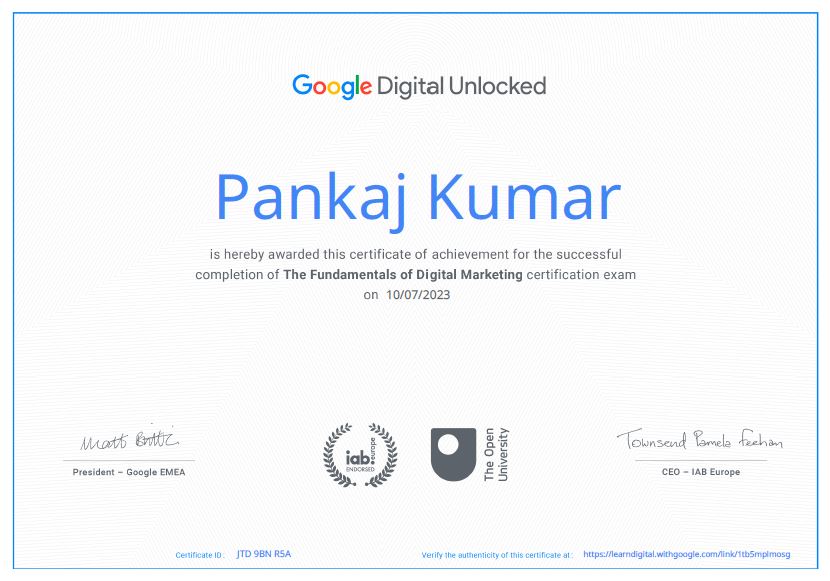 Google Digital Unlocked
Pankaj Kumar
is hereby awarded this certificate of achievement for the successful
completion of The Fundamentals of Digital Marketing certification exam
on 10/07/2023
Matt Brittin
Townsend Pamela Feehan
iab europe
ENDORSED
The Open
University
President – Google EMEA
CEO – IAB Europe
Certificate ID : JTD 9BN R5A
Verify the authenticity of this certificate at : https://learndigital.withgoogle.com/link/1tb5mplmosg